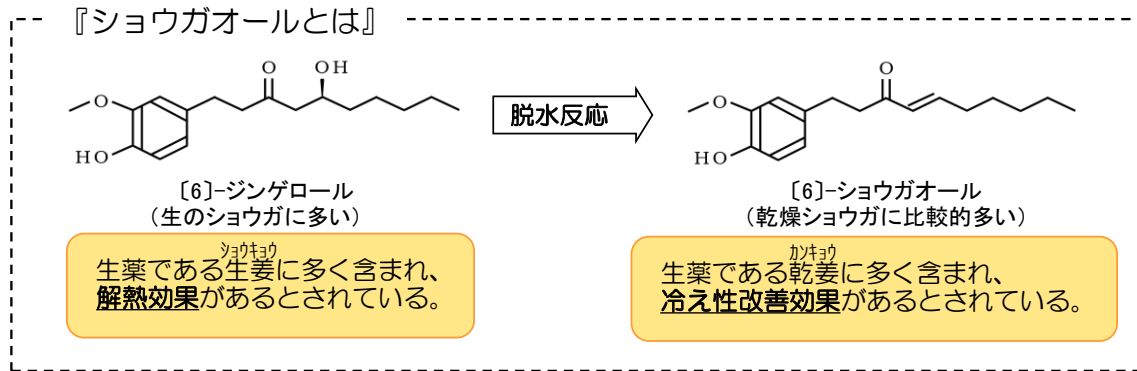 『ショウガオールとは』
O
OH
O
HO
脱水反応
O
O
HO
〔6〕-ジンゲロール
(生のショウガに多い)
〔6〕-ショウガオール
(乾燥ショウガに比較的多い)
ショウキョウ
生薬である生姜に多く含まれ、
解熱効果があるとされている。
カンキョウ
生薬である乾姜に多く含まれ、
冷え性改善効果があるとされている。